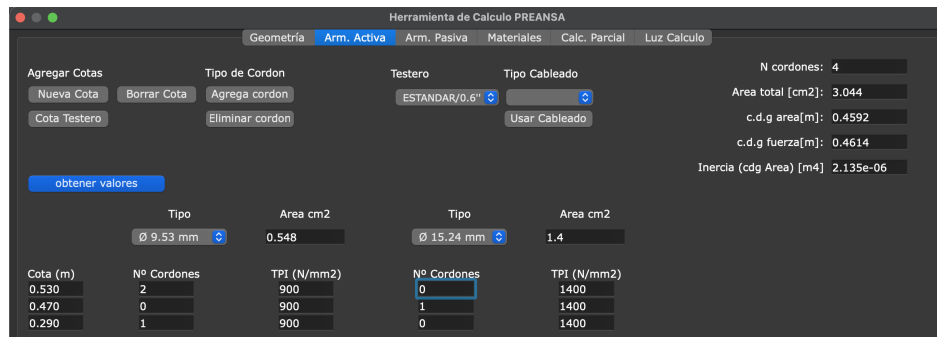 Herramienta de Calculo PREANSA
Geometría Arm. Activa Arm. Pasiva Materiales Calc. Parcial Luz Calculo
Agregar Cotas Tipo de Cordon Testero Tipo Cableado N cordones: 4
Nueva Cota Borrar Cota Agrega cordon ESTANDAR/0.6" Area total [cm2]: 3.044
Cota Testero Eliminar cordon Usar Cableado c.d.g area[m]: 0.4592
c.d.g fuerza[m]: 0.4614
Inercia (cdg Area) [m4] 2.135e-06
obtener valores
Tipo Area cm2 Tipo Area cm2
Ø 9.53 mm 0.548 Ø 15.24 mm 1.4
Cota (m) Nº Cordones TPI (N/mm2) Nº Cordones TPI (N/mm2)
0.530 2 900 0 1400
0.470 0 900 1 1400
0.290 1 900 0 1400